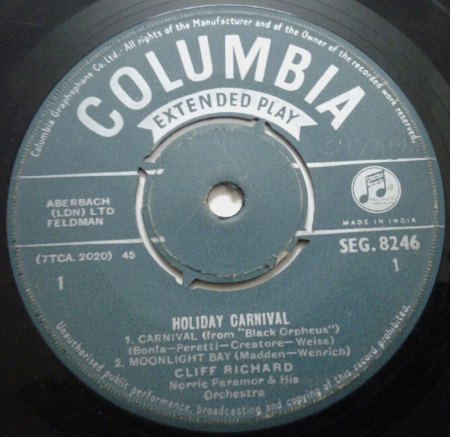 Columbia Graphophone Co. Ltd. All rights of the Manufacturer and of the Owner of the recorded work reserved.
COLUMBIA
EXTENDED PLAY
ABERBACH
(LDN) LTD
FELDMAN
MADE IN INDIA
(7TCA. 2020) 45
SEG. 8246
1
1
HOLIDAY CARNIVAL
1. CARNIVAL (from "Black Orpheus")
(Bonfa—Peretti—Creatore—Weiss)
2. MOONLIGHT BAY (Madden—Wenrich)
CLIFF RICHARD
Norrie Paramor & His
Orchestra
Unauthorised public performance, broadcasting and copying of this record prohibited.